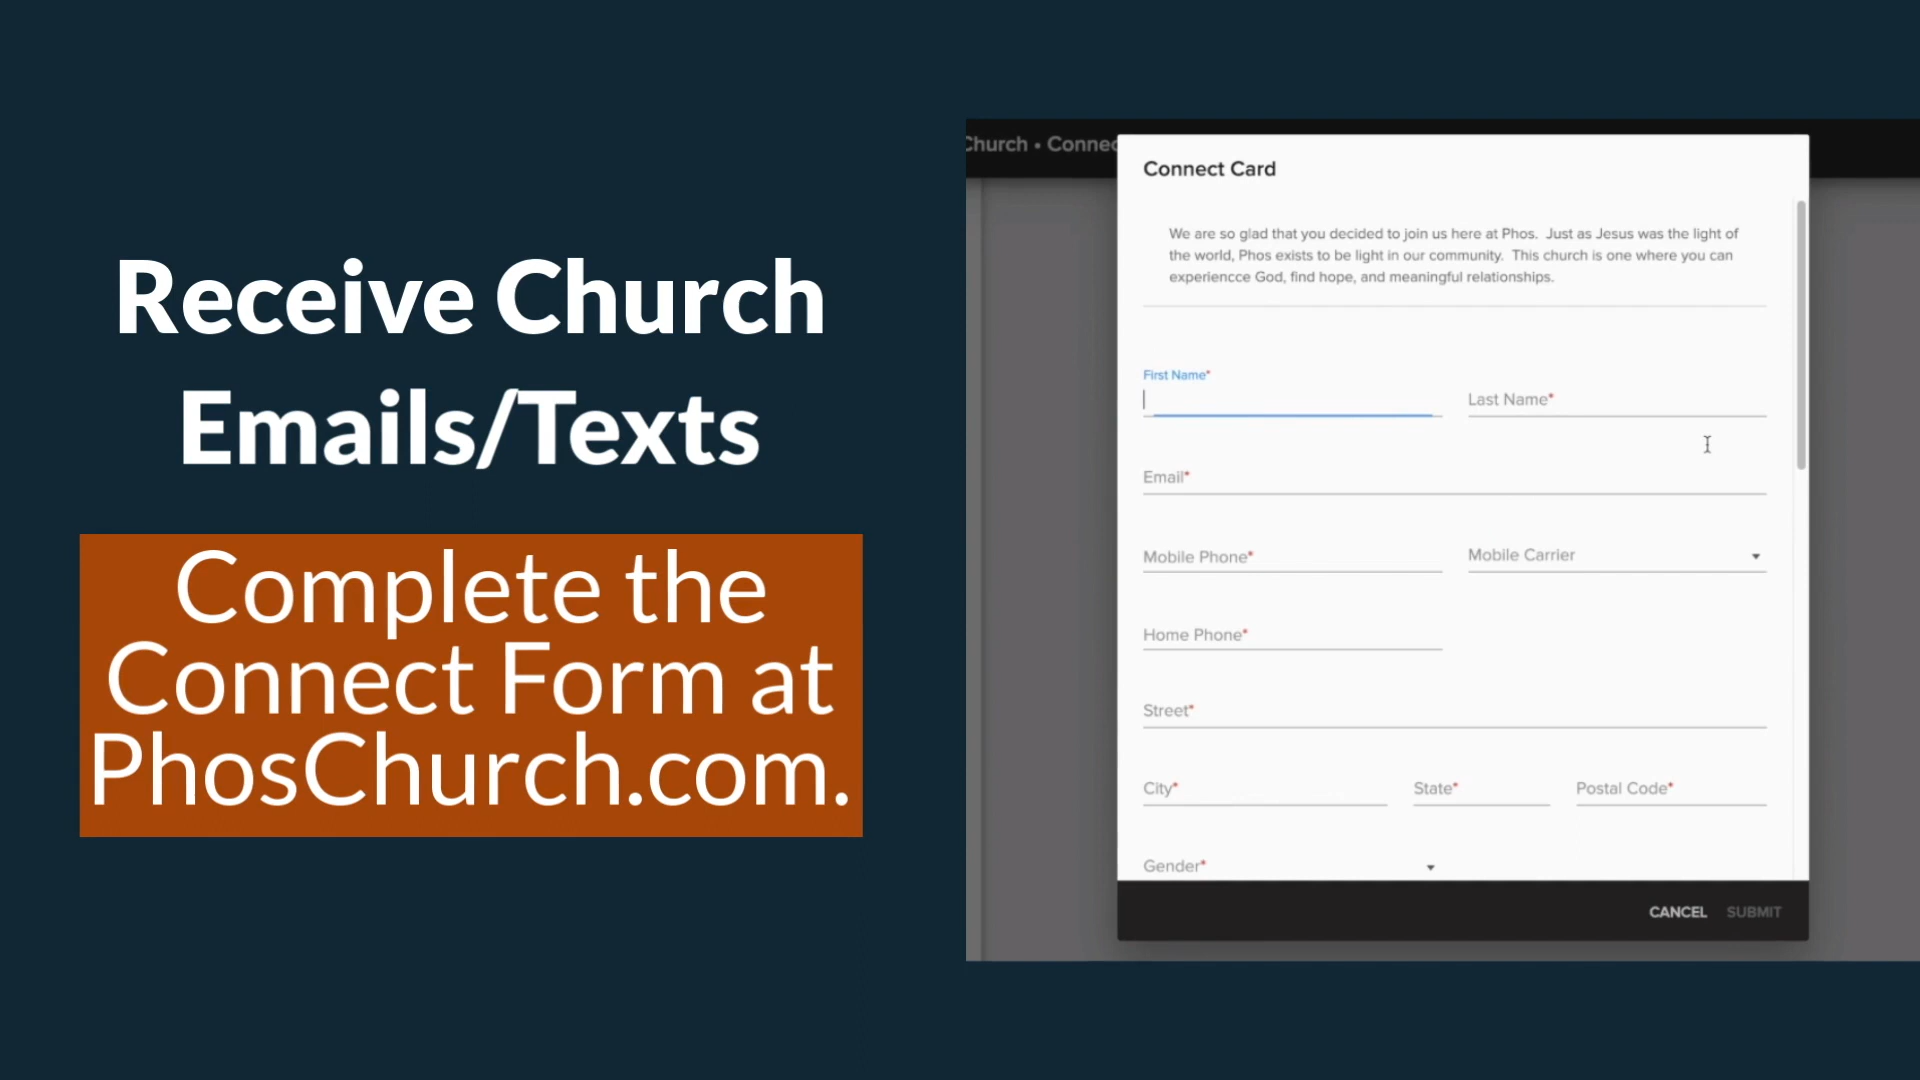 Receive Church
Emails/Texts
Complete the
Connect Form at
PhosChurch.com.
Church • Connec
Connect Card
We are so glad that you decided to join us here at Phos. Just as Jesus was the light of
the world, Phos exists to be light in our community. This church is one where you can
experiencce God, find hope, and meaningful relationships.
First Name*
Last Name*
Email*
Mobile Phone*
Mobile Carrier
Home Phone*
Street*
City*
State*
Postal Code*
Gender*
CANCEL
SUBMIT